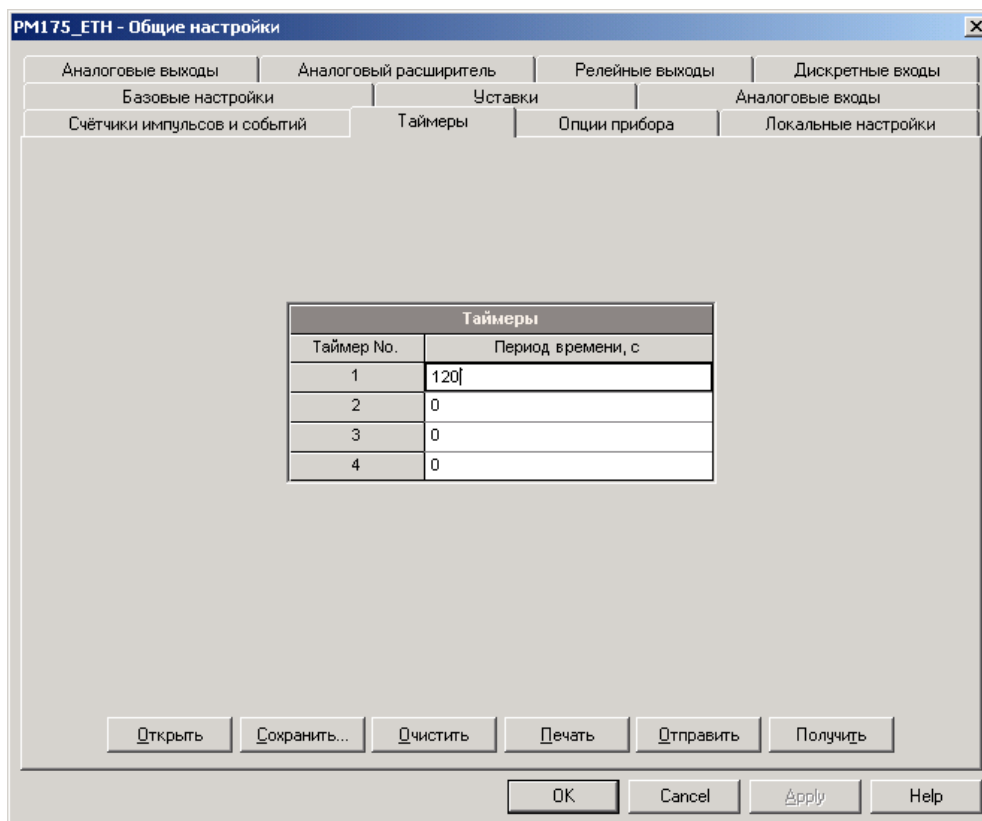 PM175_ETH - Общие настройки
Аналоговые выходы Аналоговый расширитель Релейные выходы Дискретные входы
Базовые настройки Уставки Аналоговые входы
Счётчики импульсов и событий Таймеры Опции прибора Локальные настройки
Таймеры
Таймер No. Период времени, с
1 120
2 0
3 0
4 0
Открыть Сохранить... Очистить Печать Отправить Получить
OK Cancel Apply Help